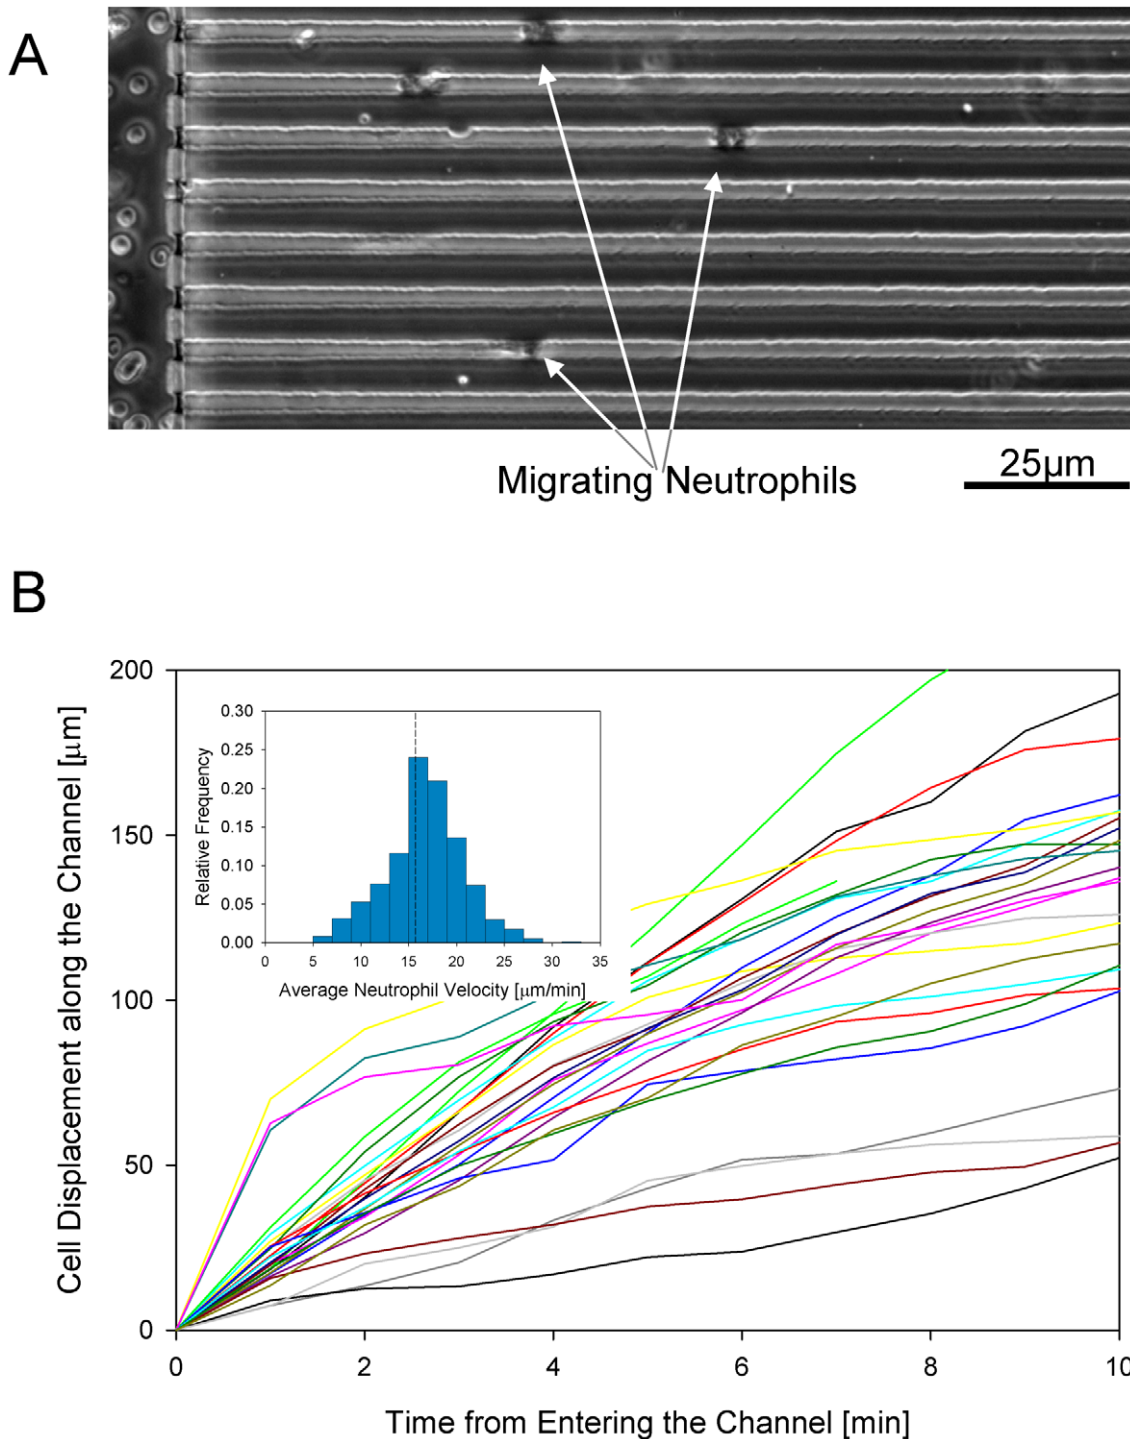 A
Migrating Neutrophils
25µm
B
Cell Displacement along the Channel [µm]
200
150
100
50
0
0 2 4 6 8 10
Time from Entering the Channel [min]
Relative Frequency
0.30
0.25
0.20
0.15
0.10
0.05
0.00
0 5 10 15 20 25 30 35
Average Neutrophil Velocity [µm/min]